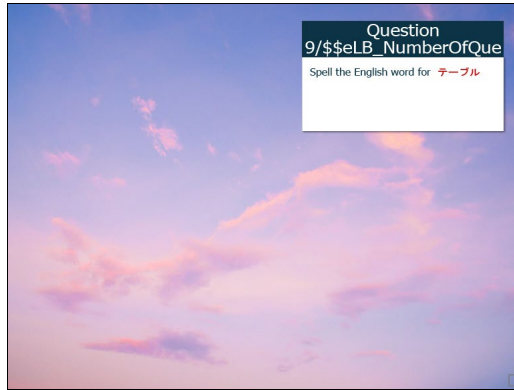 Question
9/$$eLB_NumberOfQue
Spell the English word for テーブル